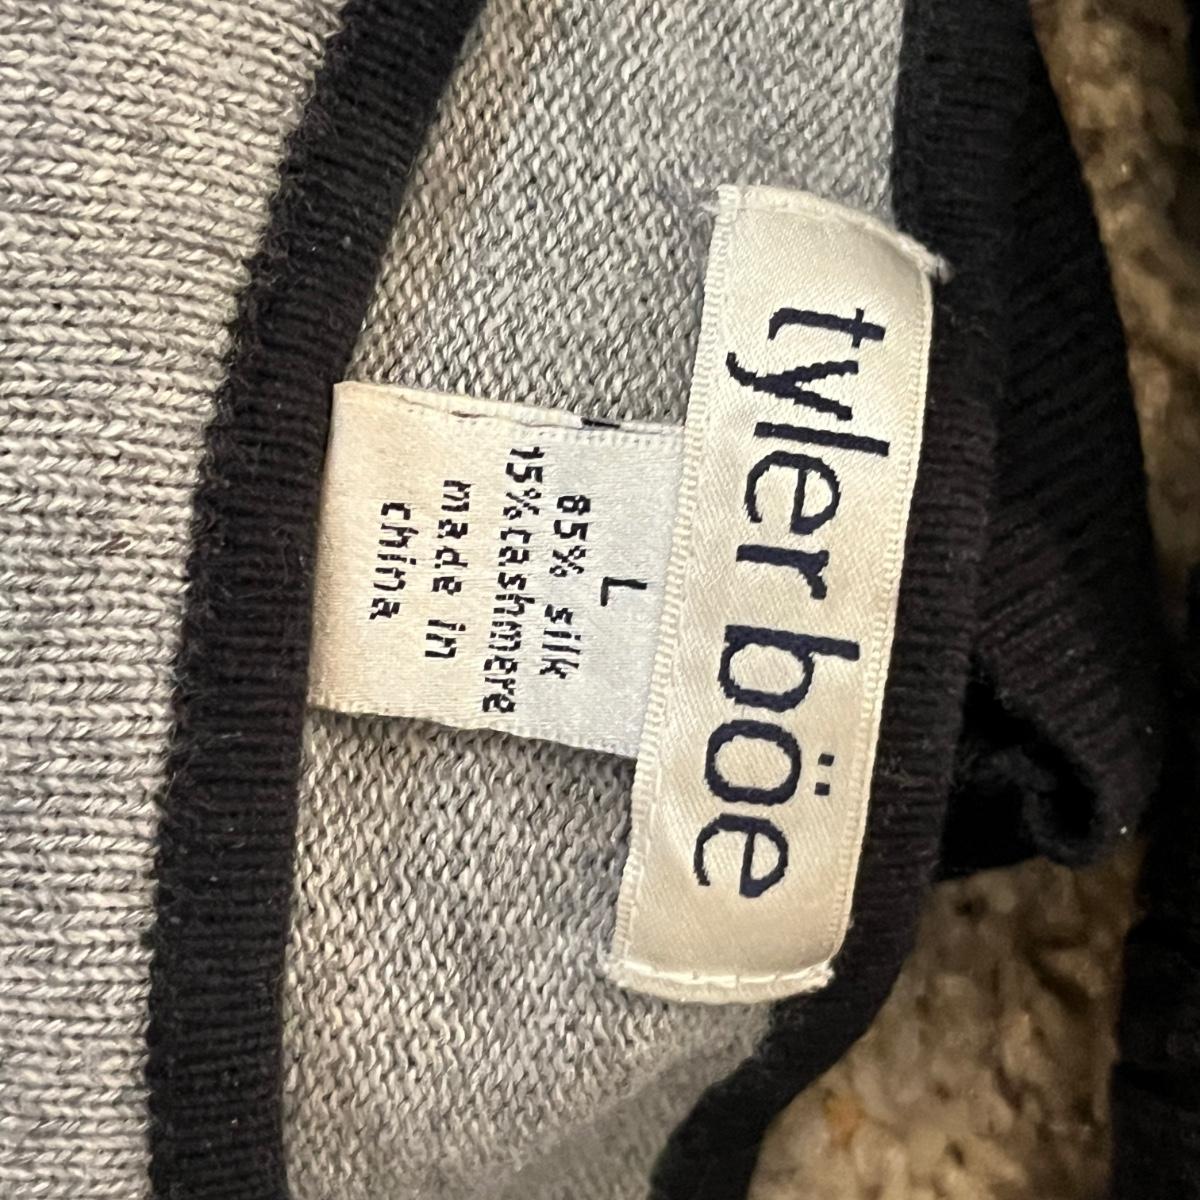 tyler böe
L
85% silk
15%cashmere
made in
china